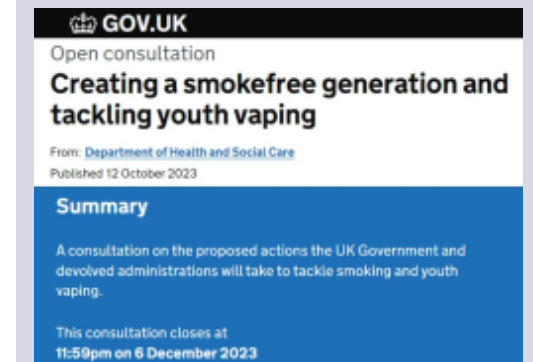 GOV.UK
Open consultation
Creating a smokefree generation and
tackling youth vaping
From: Department of Health and Social Care
Published 12 October 2023
Summary
A consultation on the proposed actions the UK Government and
devolved administrations will take to tackle smoking and youth
vaping.
This consultation closes at
11:59pm on 6 December 2023